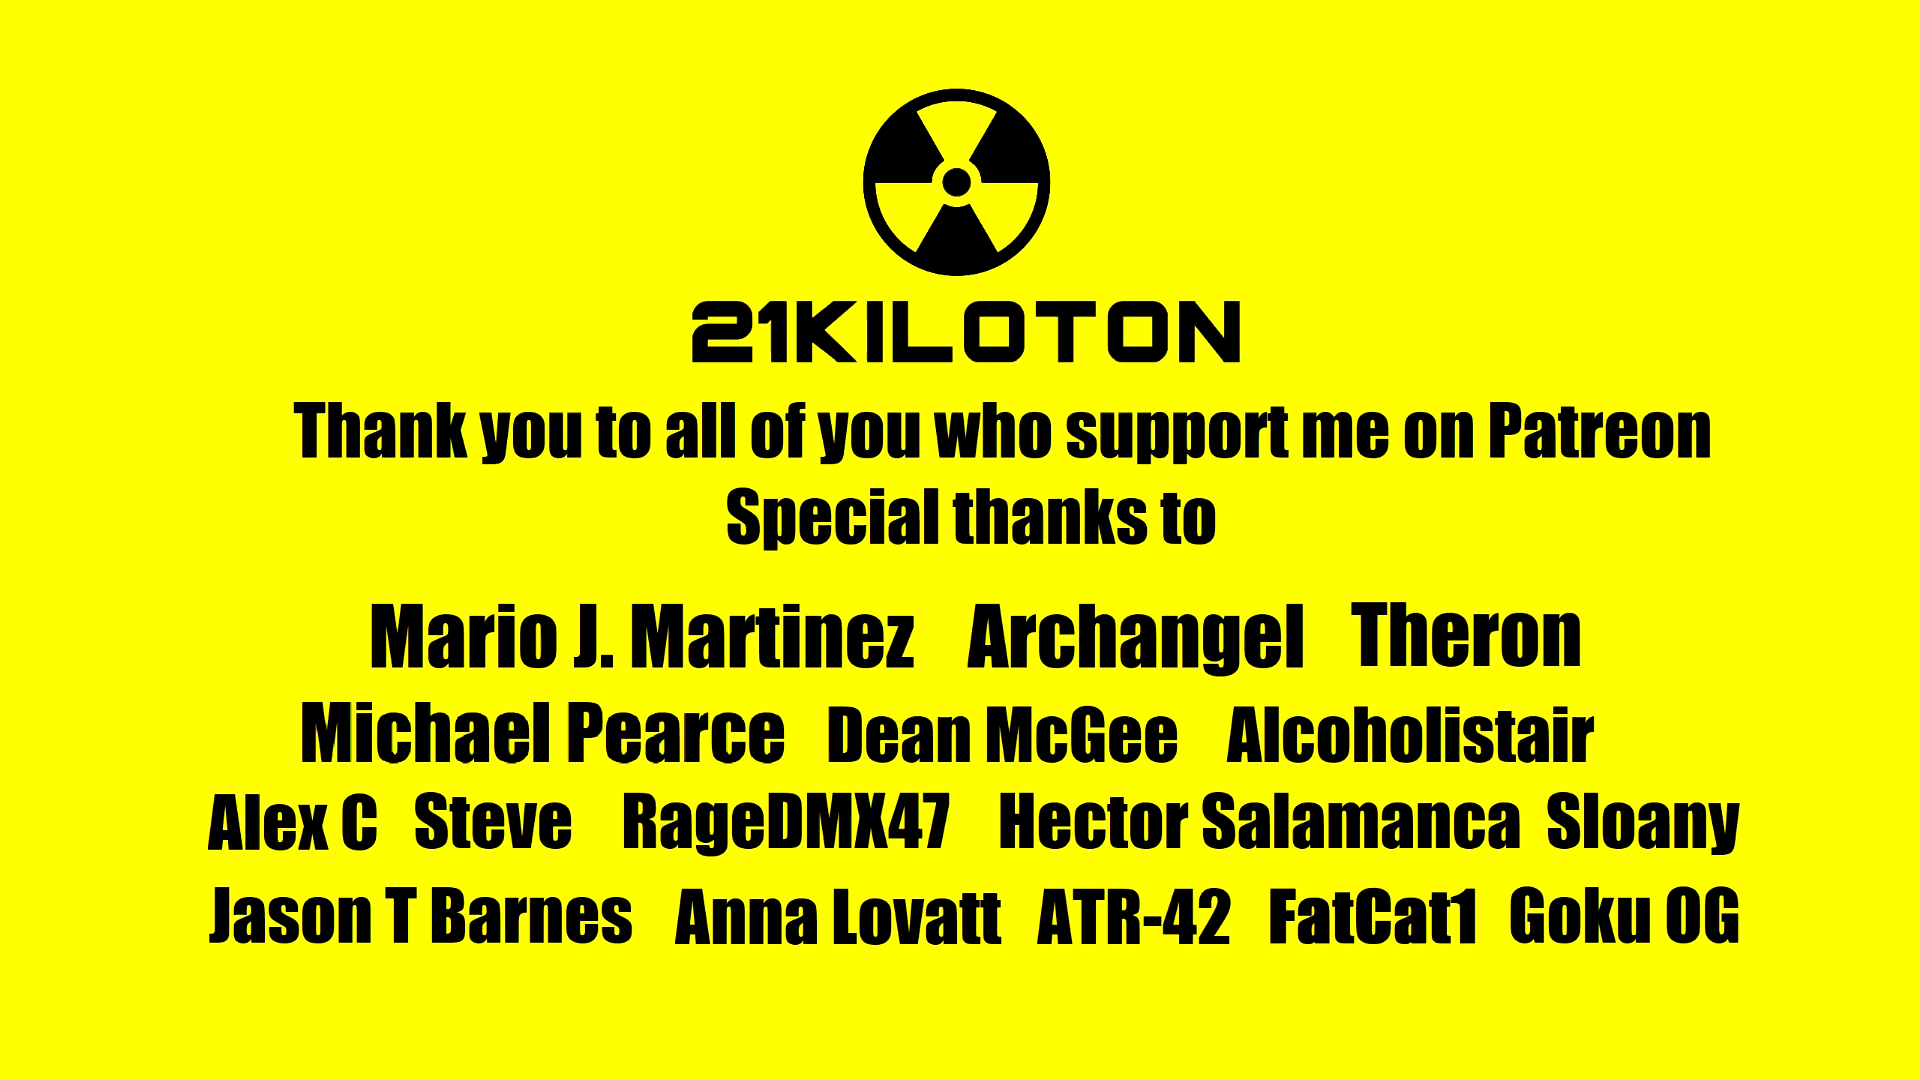 21KILOTON
Thank you to all of you who support me on Patreon
Special thanks to
Mario J. Martinez Archangel Theron
Michael Pearce Dean McGee Alcoholistair
Alex C Steve RageDMX47 Hector Salamanca Sloany
Jason T Barnes Anna Lovatt ATR-42 FatCat1 Goku OG